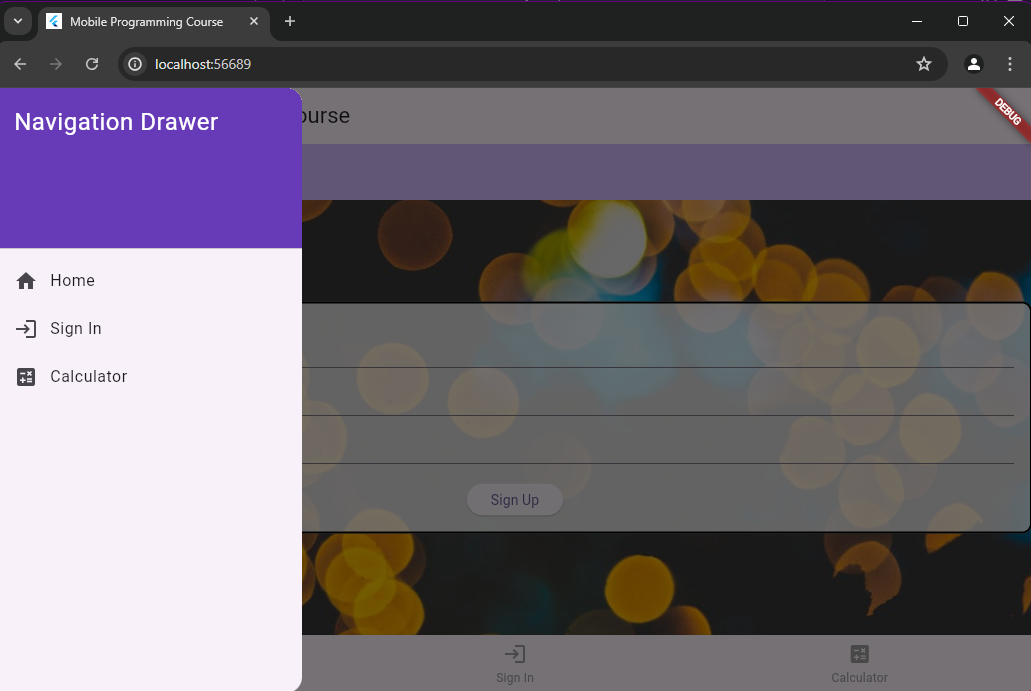 Mobile Programming Course
localhost:56689
Navigation Drawer
ourse
DEBUG
Home
Sign In
Calculator
Sign Up
Sign In
Calculator